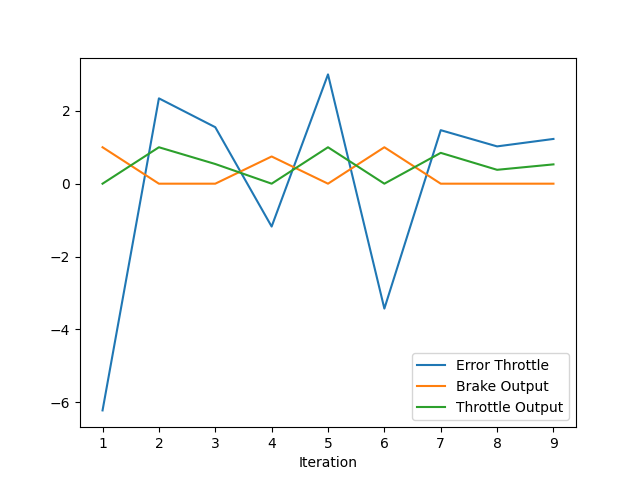 2
0
−2
−4
−6
1 2 3 4 5 6 7 8 9
Iteration
Error Throttle
Brake Output
Throttle Output